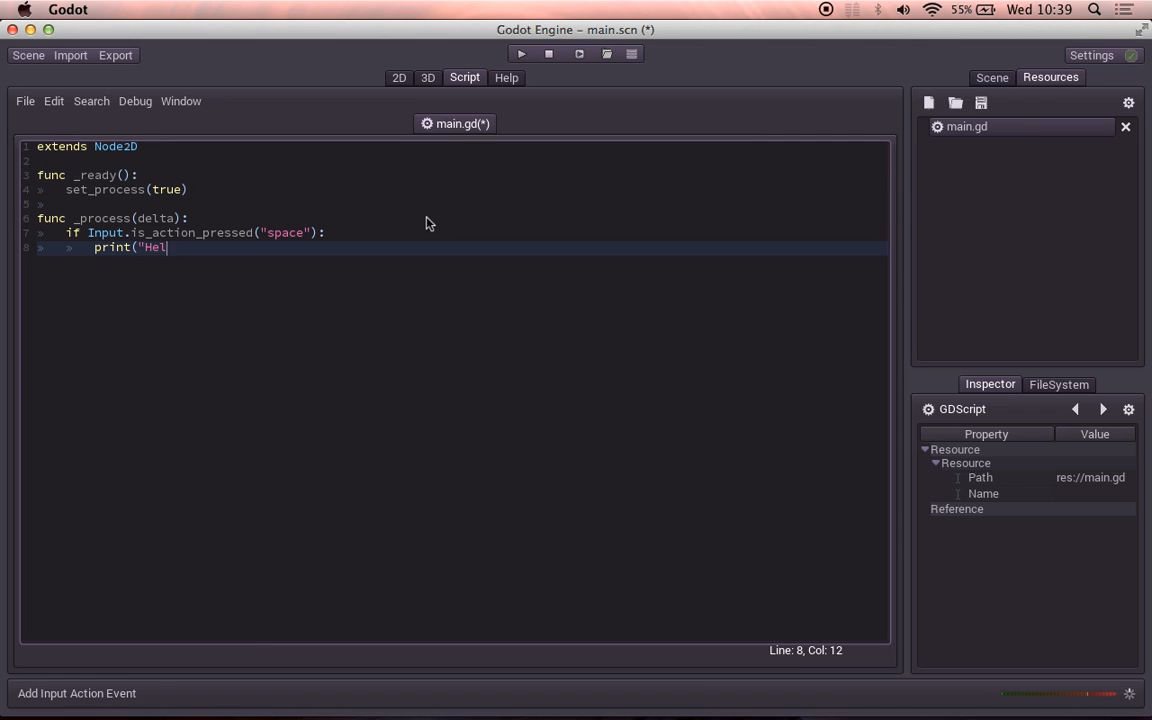 Godot
55%
Wed 10:39
Godot Engine – main.scn (*)
Scene Import Export
Settings
2D 3D Script Help
Scene Resources
File Edit Search Debug Window
main.gd(*)
main.gd
1 extends Node2D
2
3 func _ready():
4 » set_process(true)
5 »
6 func _process(delta):
7 » if Input.is_action_pressed("space"):
8 » » print("Hel
Line: 8, Col: 12
Inspector FileSystem
GDScript
Property Value
Resource
Resource
Path res://main.gd
Name
Reference
Add Input Action Event